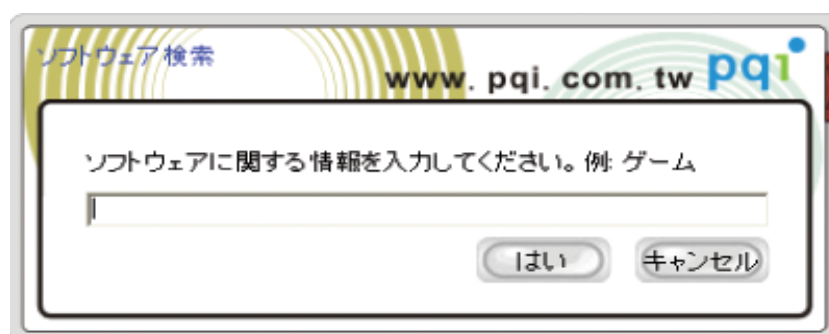 ソフトウェア検索
www. pqi. com. tw pqi
ソフトウェアに関する情報を入力してください。例: ゲーム
はい キャンセル